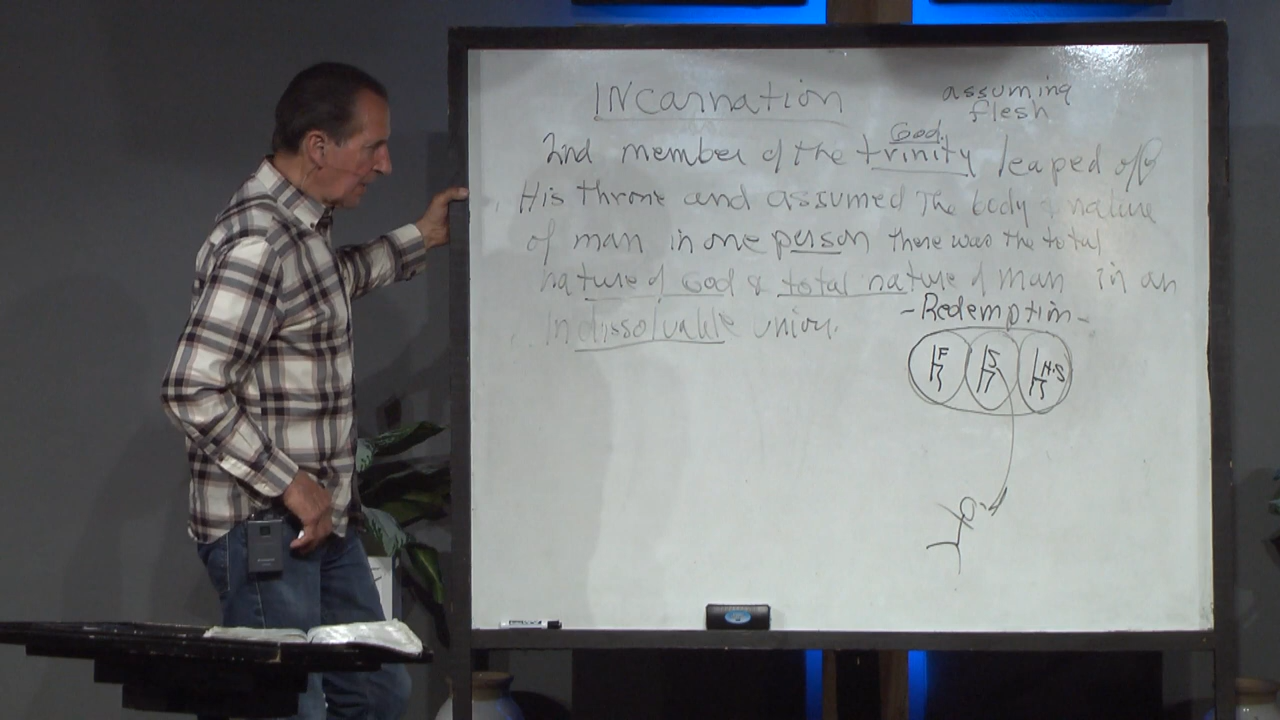 INcarnation
assuming
flesh
God
2nd member of the trinity leaped off
His throne and assumed The body & nature
of man in one person there was the total
nature of God & total nature of Man in an
Indissolvable union.
-Redemption-
F S H.S